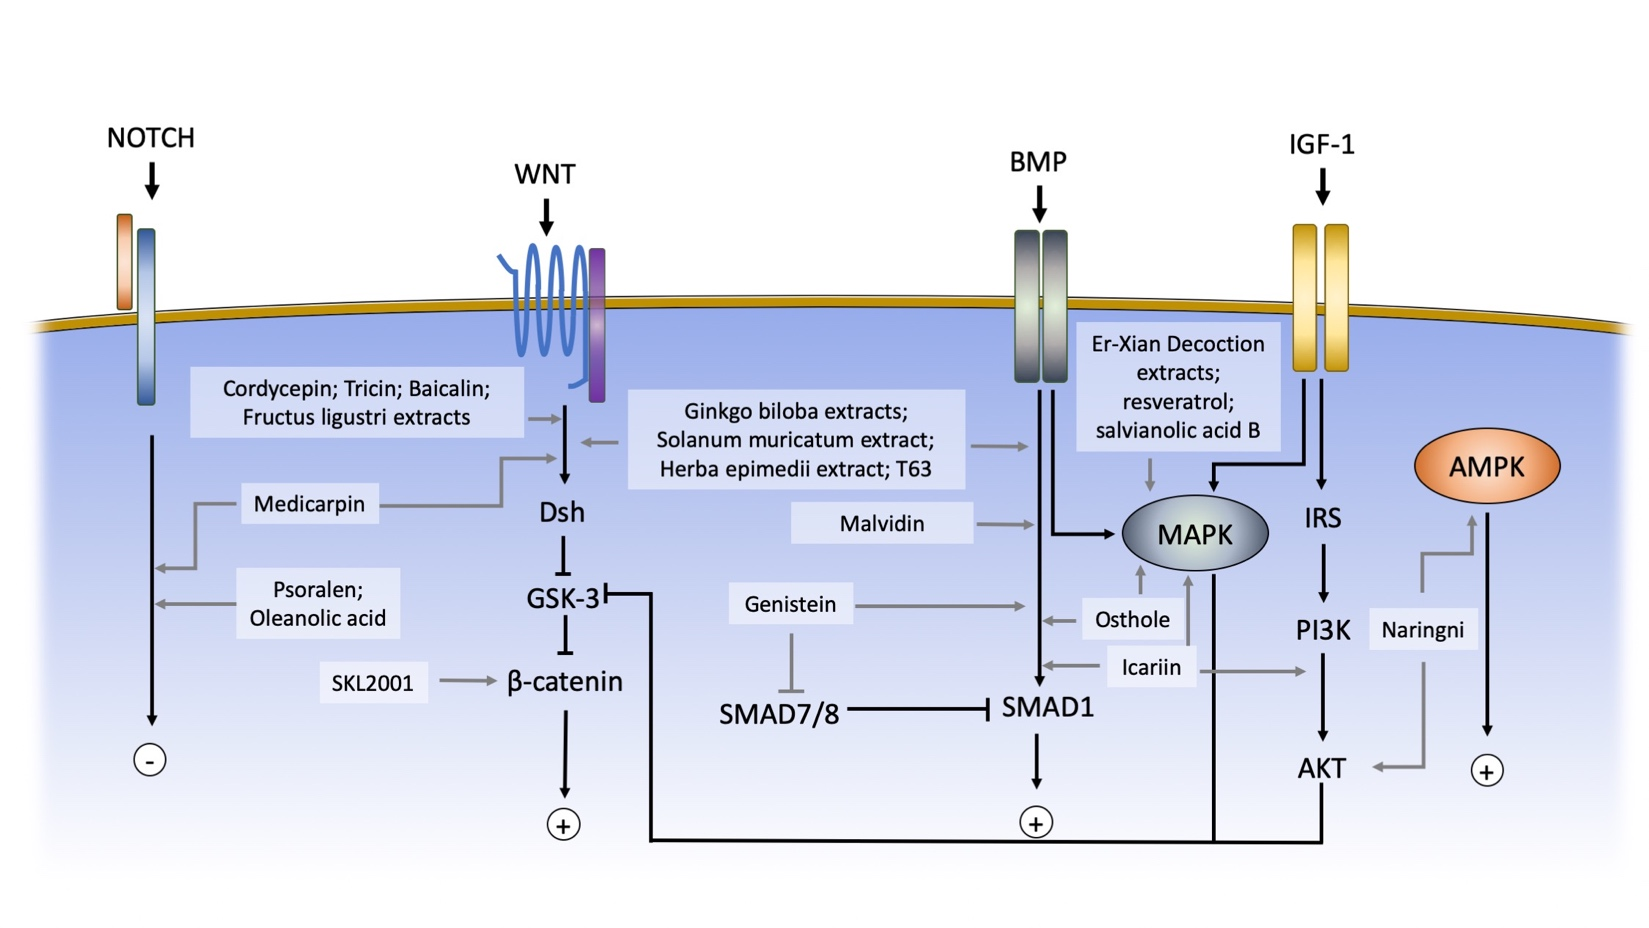 NOTCH
WNT
BMP
IGF-1
Er-Xian Decoction
extracts;
resveratrol;
salvianolic acid B
Cordycepin; Tricin; Baicalin;
Fructus ligustri extracts
Ginkgo biloba extracts;
Solanum muricatum extract;
Herba epimedii extract; T63
AMPK
Medicarpin
Dsh
Malvidin
MAPK
IRS
Psoralen;
Oleanolic acid
GSK-3
Genistein
Osthole
PI3K
Naringni
Icariin
SKL2001
β-catenin
SMAD7/8
SMAD1
AKT
-
+
+
+